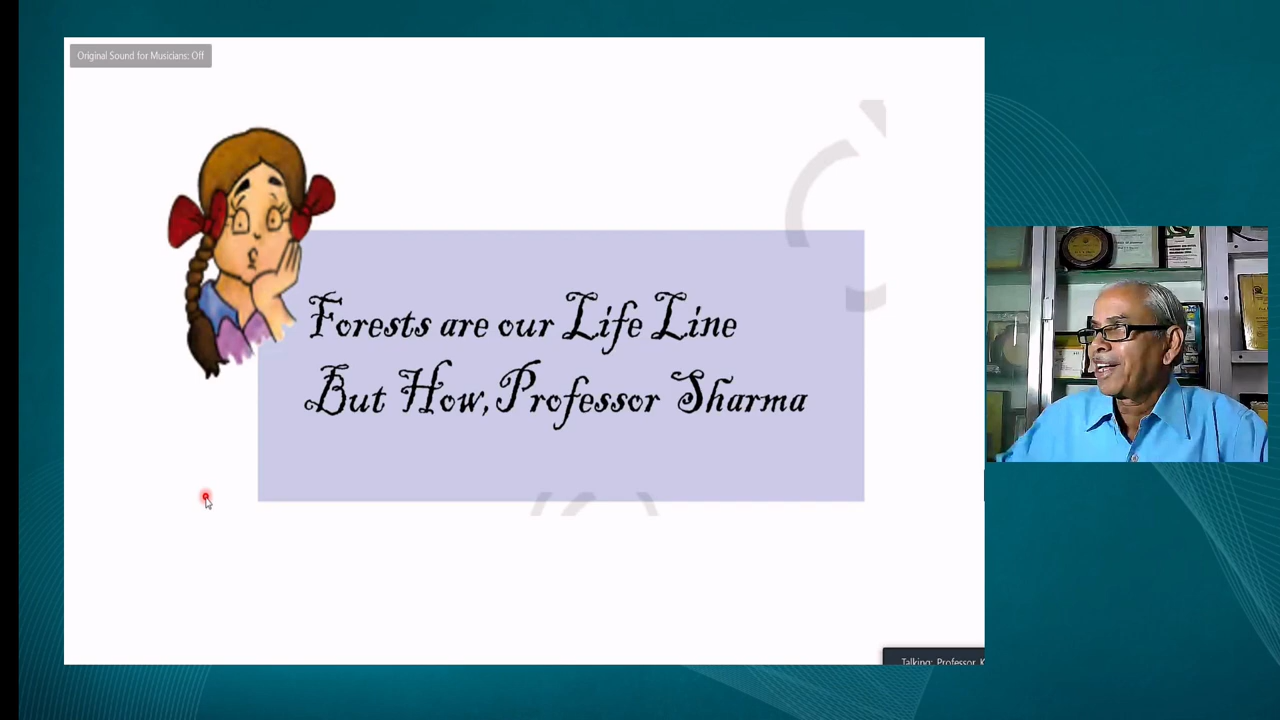 Original Sound for Musicians: Off
Forests are our Life Line
But How, Professor Sharma
Talking: Professor K